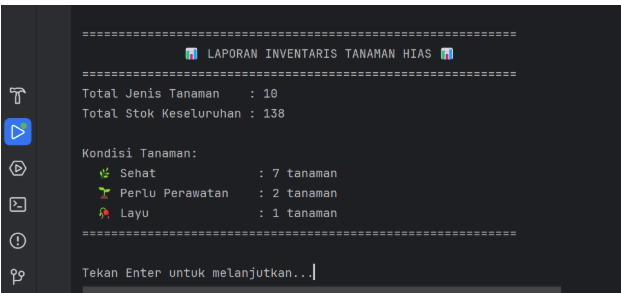 ============================================================
📊 LAPORAN INVENTARIS TANAMAN HIAS 📊
============================================================
Total Jenis Tanaman    : 10
Total Stok Keseluruhan : 138
Kondisi Tanaman:
🌿 Sehat             : 7 tanaman
🌱 Perlu Perawatan   : 2 tanaman
🥀 Layu              : 1 tanaman
============================================================
Tekan Enter untuk melanjutkan...